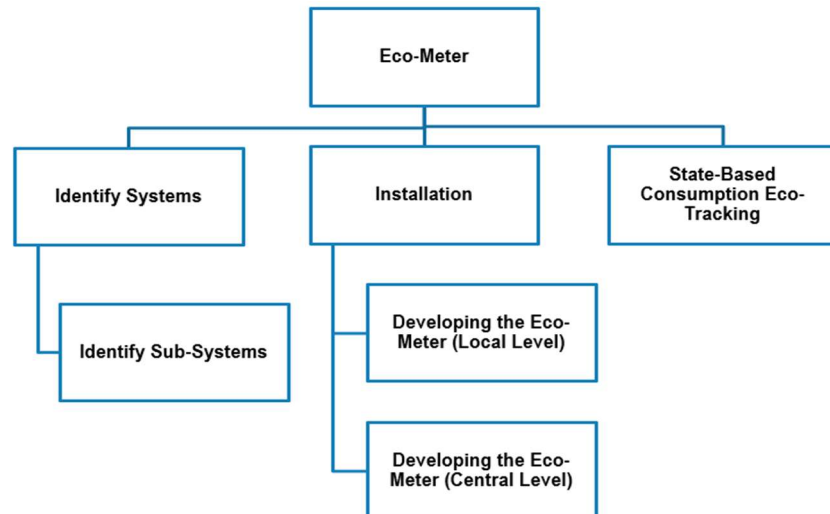 Eco-Meter
Identify Systems
Installation
State-Based
Consumption Eco-
Tracking
Identify Sub-Systems
Developing the Eco-
Meter (Local Level)
Developing the Eco-
Meter (Central Level)